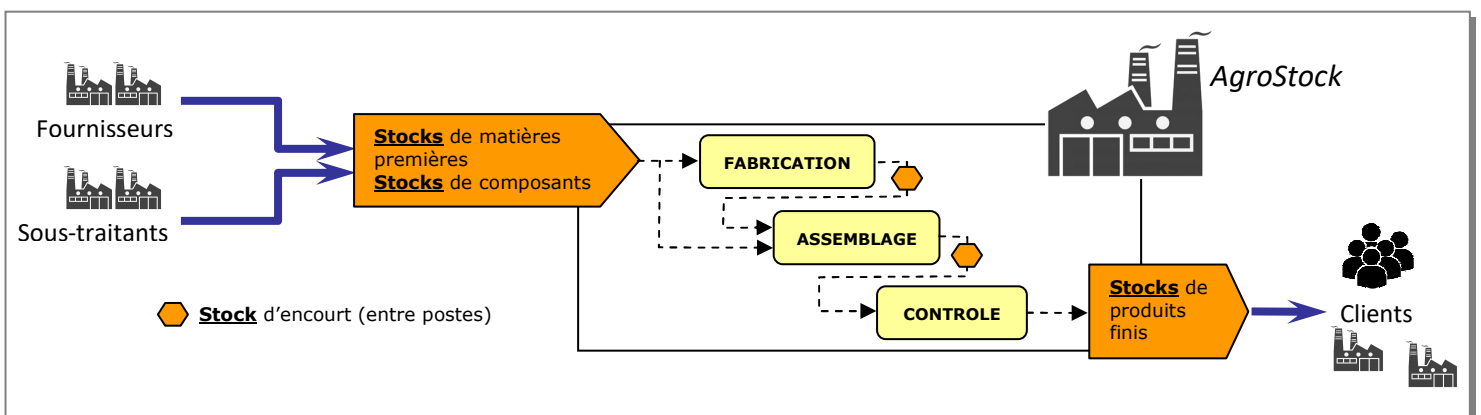 AgroStock
Fournisseurs
Sous-traitants
Stocks de matières
premières
Stocks de composants
FABRICATION
ASSEMBLAGE
CONTROLE
Stocks de
produits
finis
Clients
Stock d'encourt (entre postes)